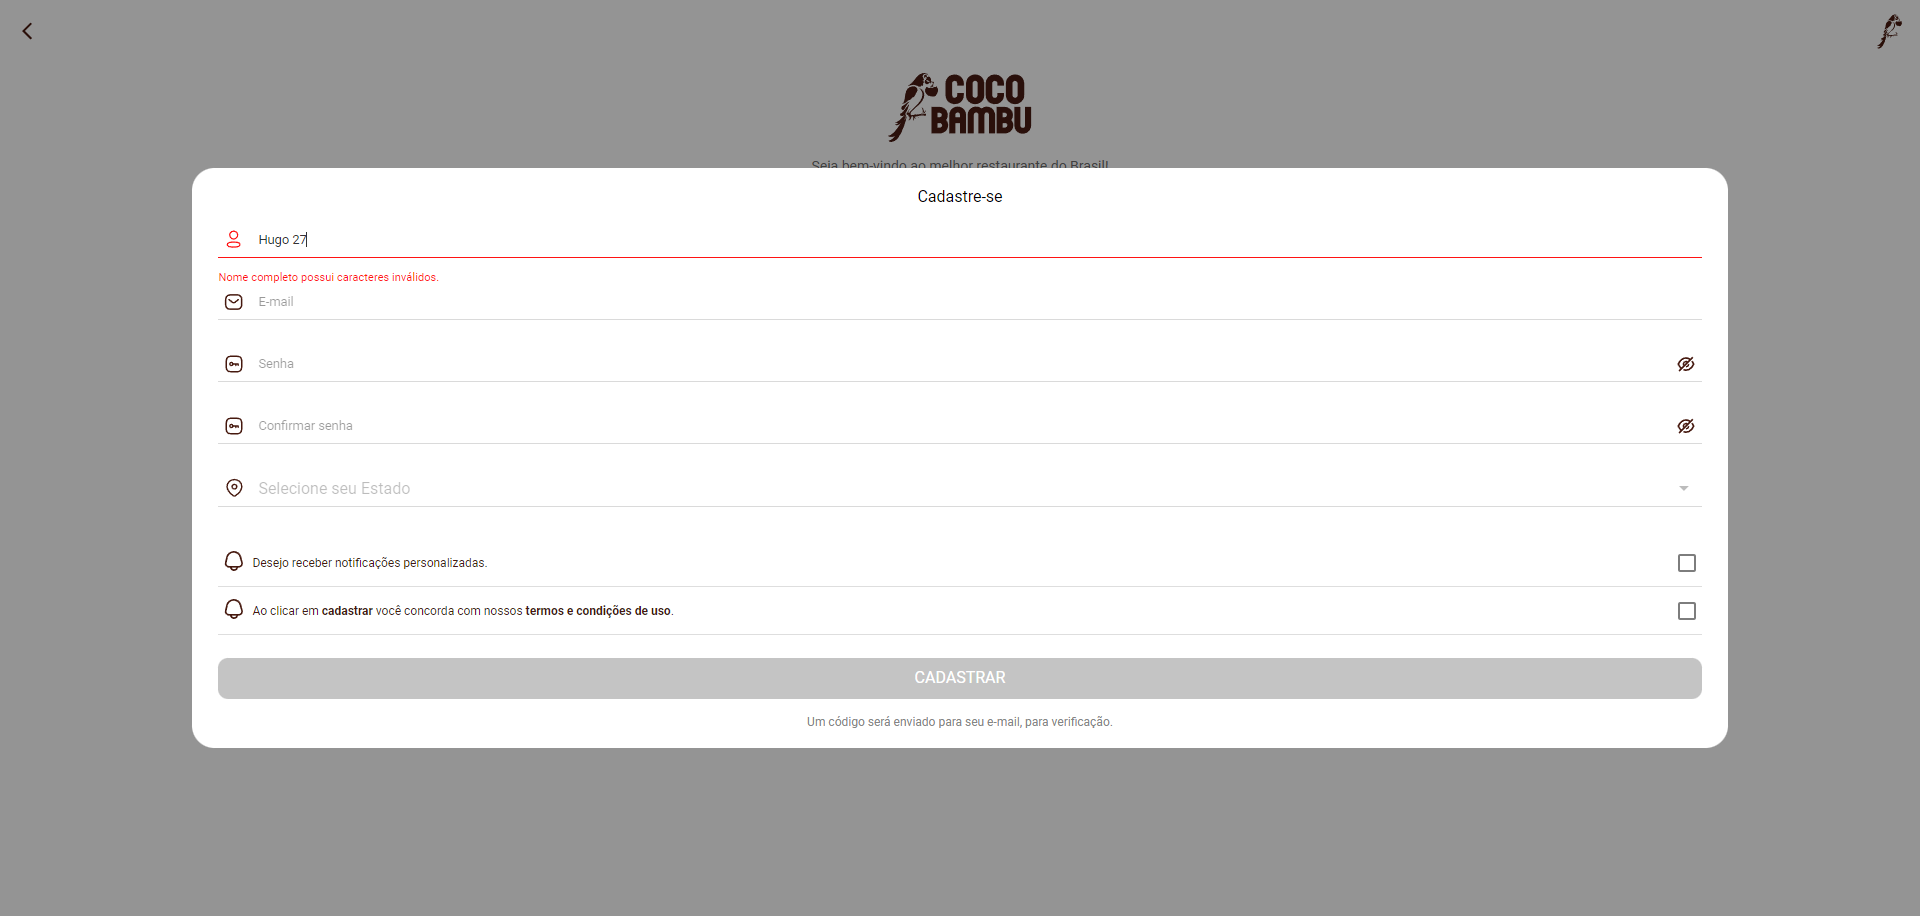 COCO
BAMBU
Seja bem-vindo ao melhor restaurante do Brasil!
Cadastre-se
Hugo 27
Nome completo possui caracteres inválidos.
E-mail
Senha
Confirmar senha
Selecione seu Estado
Desejo receber notificações personalizadas.
Ao clicar em cadastrar você concorda com nossos termos e condições de uso.
CADASTRAR
Um código será enviado para seu e-mail, para verificação.